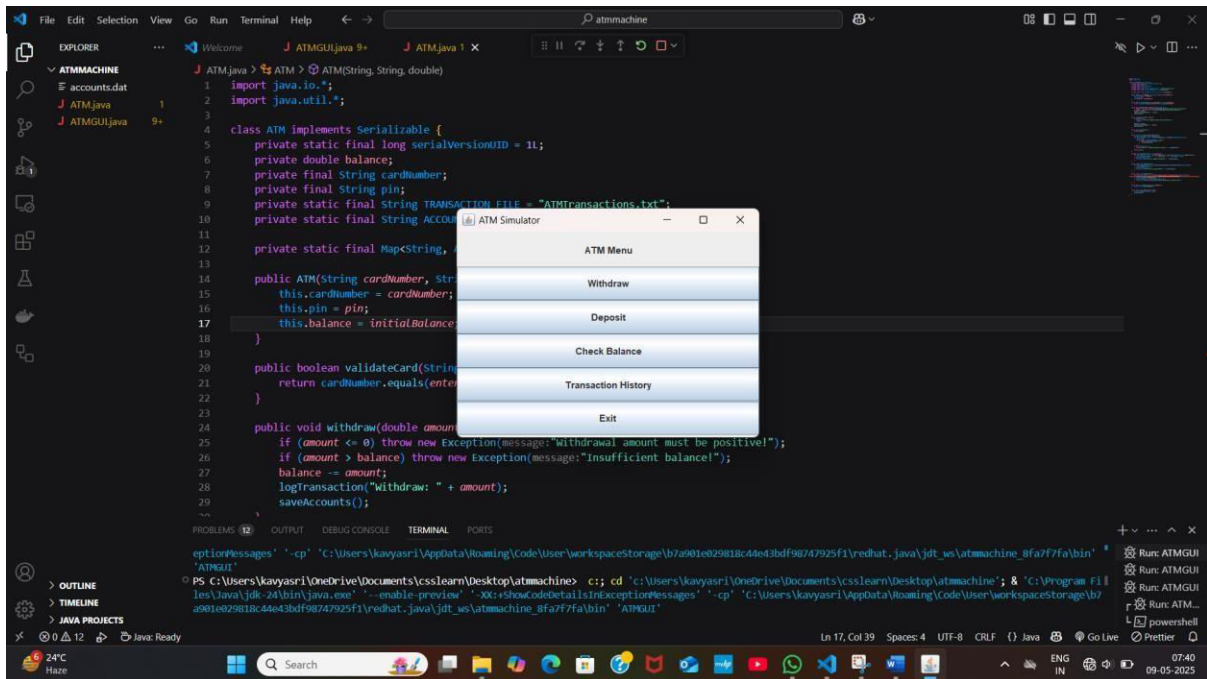 File Edit Selection View Go Run Terminal Help
atmmachine
EXPLORER
Welcome
ATMGUI.java 9+
ATM.java 1
ATMMACHINE
accounts.dat
ATM.java 1
ATMGUI.java 9+
ATM.java > ATM > ATM(String, String, double)
1 import java.io.*;
2 import java.util.*;
3
4 class ATM implements Serializable {
5 private static final long serialVersionUID = 1L;
6 private double balance;
7 private final String cardNumber;
8 private final String pin;
9 private static final String TRANSACTION_FILE = "ATMTransactions.txt";
10 private static final String ACCOU
11
12 private static final Map<String,
13
14 public ATM(String cardNumber, Str
15 this.cardNumber = cardNumber;
16 this.pin = pin;
17 this.balance = initialBalance;
18 }
19
20 public boolean validateCard(String
21 return cardNumber.equals(enter
22 }
23
24 public void withdraw(double amoun
25 if (amount <= 0) throw new Exception(message:"Withdrawal amount must be positive!");
26 if (amount > balance) throw new Exception(message:"Insufficient balance!");
27 balance -= amount;
28 logTransaction("Withdraw: " + amount);
29 saveAccounts();
ATM Simulator
ATM Menu
Withdraw
Deposit
Check Balance
Transaction History
Exit
PROBLEMS 12 OUTPUT DEBUG CONSOLE TERMINAL PORTS
eptionMessages' '-cp' 'C:\Users\kavyasri\AppData\Roaming\Code\User\workspaceStorage\b7a901e029818c44e43bdf98747925f1\redhat.java\jdt_ws\atmmachine_8fa7f7fa\bin'
'ATMGUI'
PS C:\Users\kavyasri\OneDrive\Documents\csslearn\Desktop\atmmachine> c:; cd 'c:\Users\kavyasri\OneDrive\Documents\csslearn\Desktop\atmmachine'; & 'C:\Program Fi
les\Java\jdk-24\bin\java.exe' '--enable-preview' '-XX:+ShowCodeDetailsInExceptionMessages' '-cp' 'C:\Users\kavyasri\AppData\Roaming\Code\User\workspaceStorage\b7
a901e029818c44e43bdf98747925f1\redhat.java\jdt_ws\atmmachine_8fa7f7fa\bin' 'ATMGUI'
Run: ATMGUI
Run: ATMGUI
Run: ATMGUI
Run: ATM...
powershell
OUTLINE
TIMELINE
JAVA PROJECTS
0 12 Java: Ready
Ln 17, Col 39 Spaces: 4 UTF-8 CRLF {} Java Go Live Prettier
6
24°C
Haze
Search
ENG
IN
07:40
09-05-2025